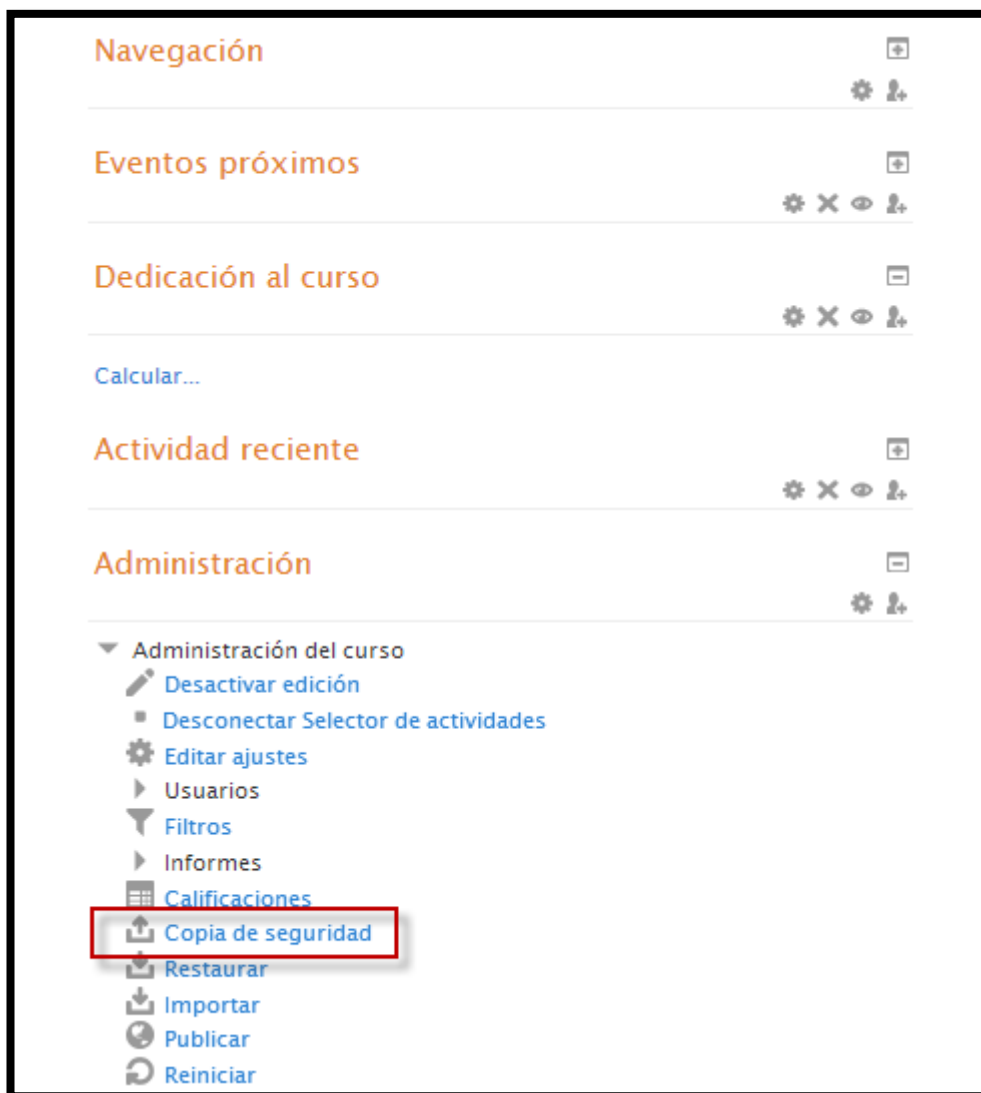 Navegación
Eventos próximos
Dedicación al curso
Calcular...
Actividad reciente
Administración
Administración del curso
Desactivar edición
Desconectar Selector de actividades
Editar ajustes
Usuarios
Filtros
Informes
Calificaciones
Copia de seguridad
Restaurar
Importar
Publicar
Reiniciar